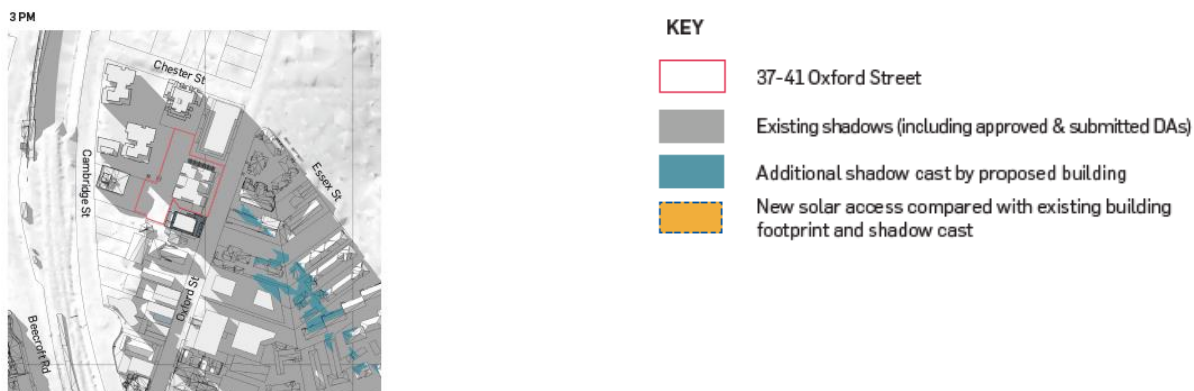 3 PM
KEY
37-41 Oxford Street
Existing shadows (including approved & submitted DAs)
Additional shadow cast by proposed building
New solar access compared with existing building
footprint and shadow cast
Chester St
Cambridge St
Essex St
Oxford St
Beecroft Rd